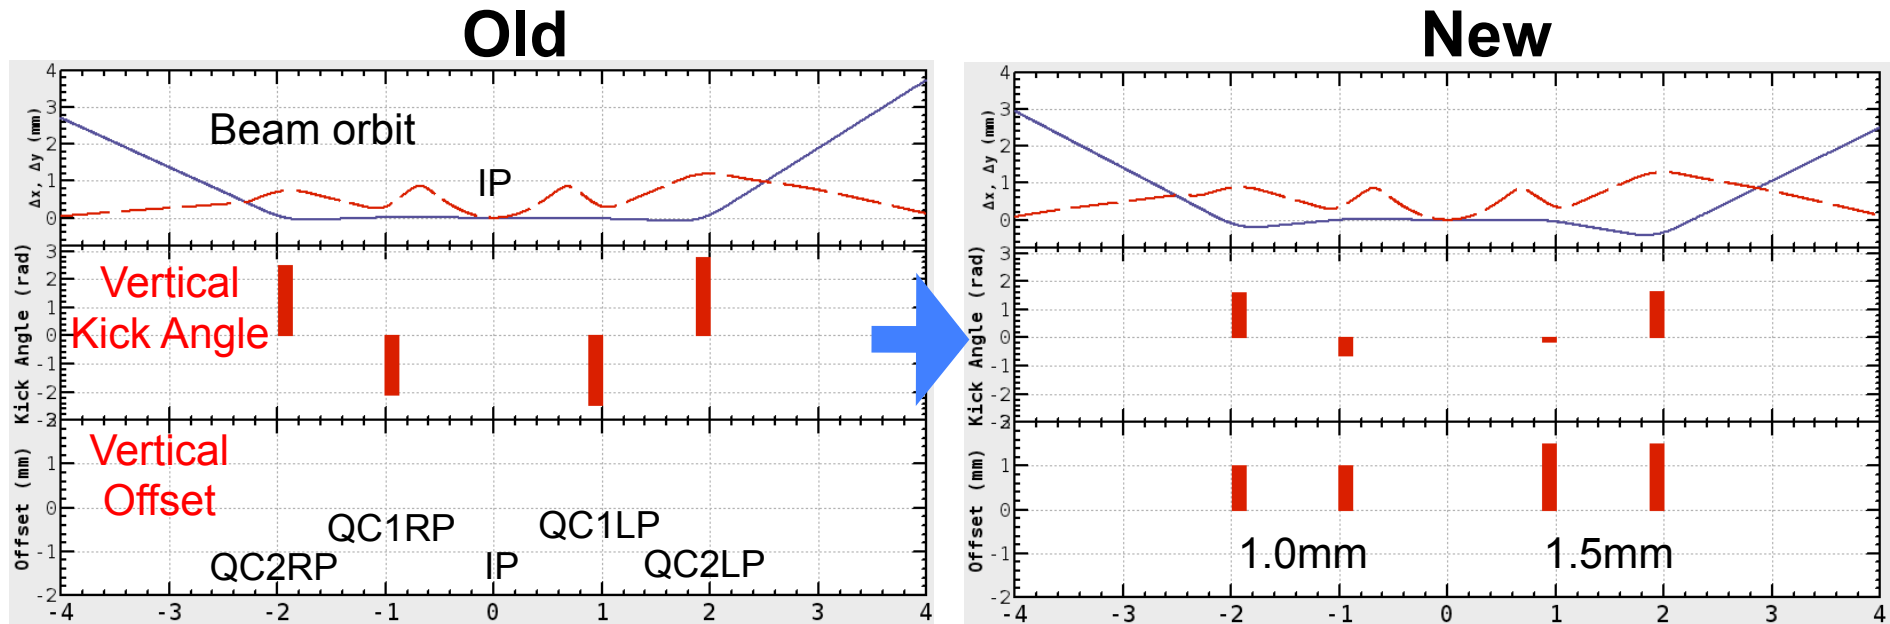 Old
New
4
3
2
1
0
Δx, Δy (mm)
Beam orbit
IP
3
2
1
0
-1
-2
-3
Kick Angle (rad)
Vertical
Kick Angle
1
0
-1
-2
Offset (mm)
Vertical
Offset
QC1RP
QC1LP
QC2RP
IP
QC2LP
-4 -3 -2 -1 0 1 2 3 4
4
3
2
1
0
Δx, Δy (mm)
3
2
1
0
-1
-2
Kick Angle (rad)
1
0
-1
-2
Offset (mm)
1.0mm
1.5mm
-4 -3 -2 -1 0 1 2 3 4